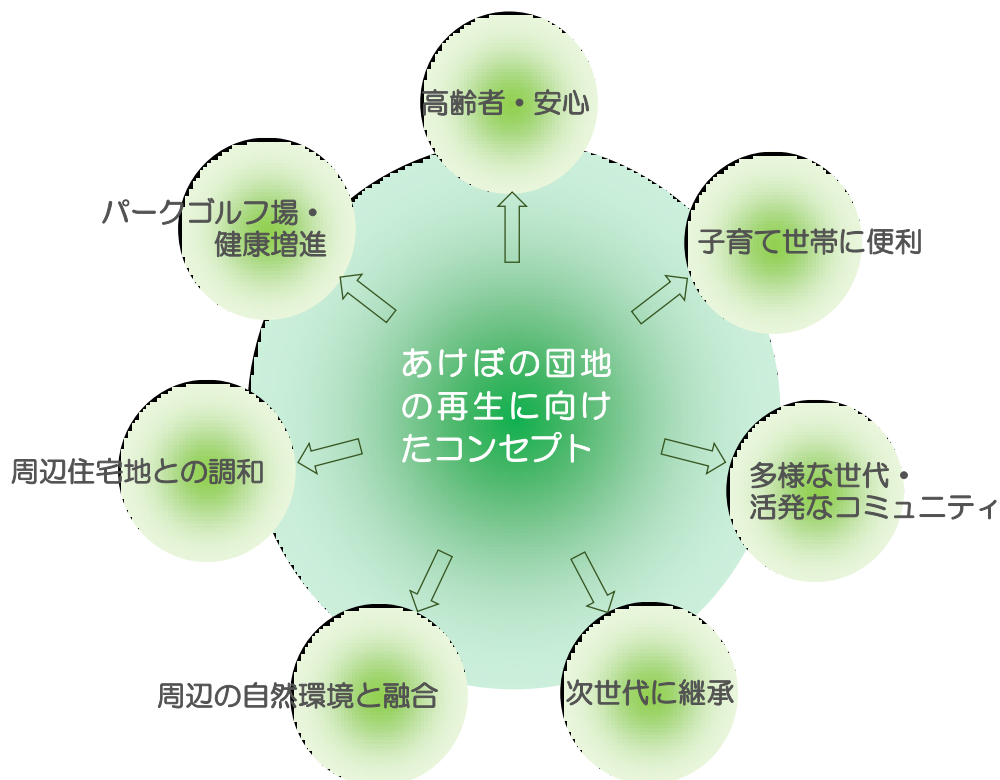 高齢者・安心
パークゴルフ場・
健康増進
子育て世帯に便利
あけぼの団地
の再生に向け
たコンセプト
周辺住宅地との調和
多様な世代・
活発なコミュニティ
周辺の自然環境と融合
次世代に継承